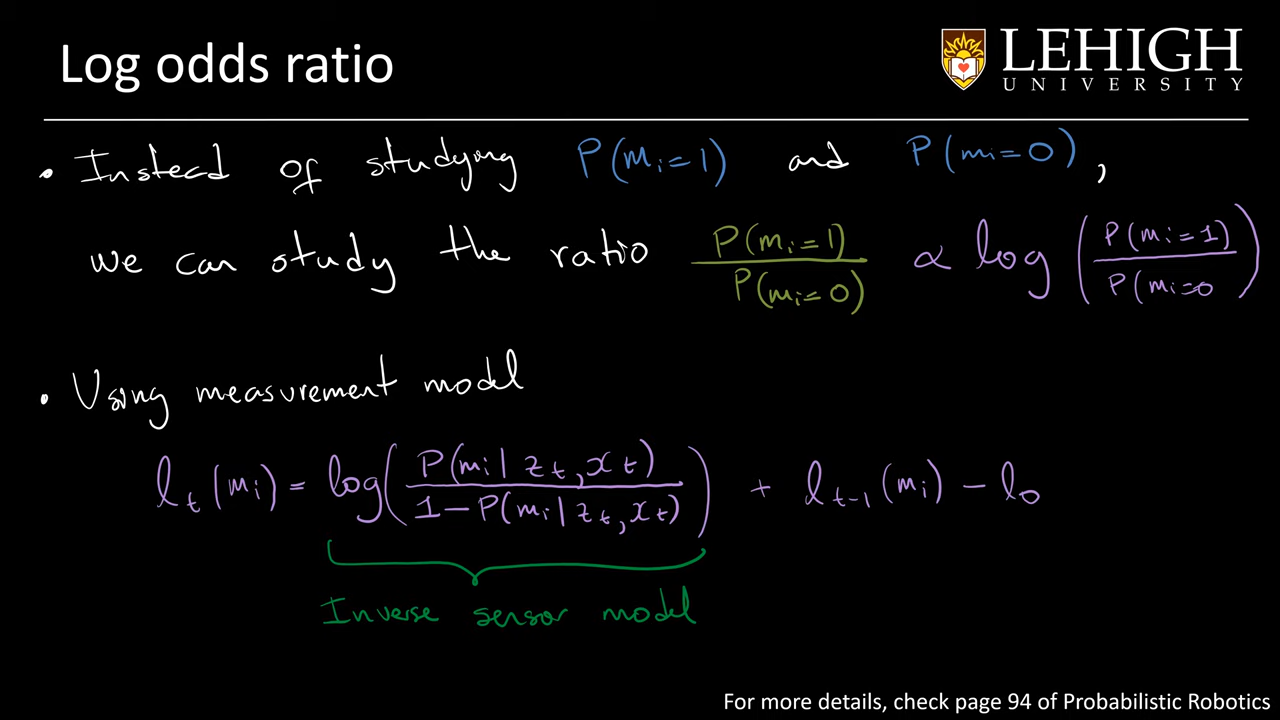 Log odds ratio
LEHIGH
UNIVERSITY
• Instead of studying P(mi=1) and P(mi=0),
we can study the ratio P(mi=1) / P(mi=0) ∝ log(P(mi=1) / P(mi=0)
• Using measurement model
lt(mi) = log(P(mi|zt,xt) / 1-P(mi|zt,xt)) + lt-1(mi) - lo
Inverse sensor model
For more details, check page 94 of Probabilistic Robotics